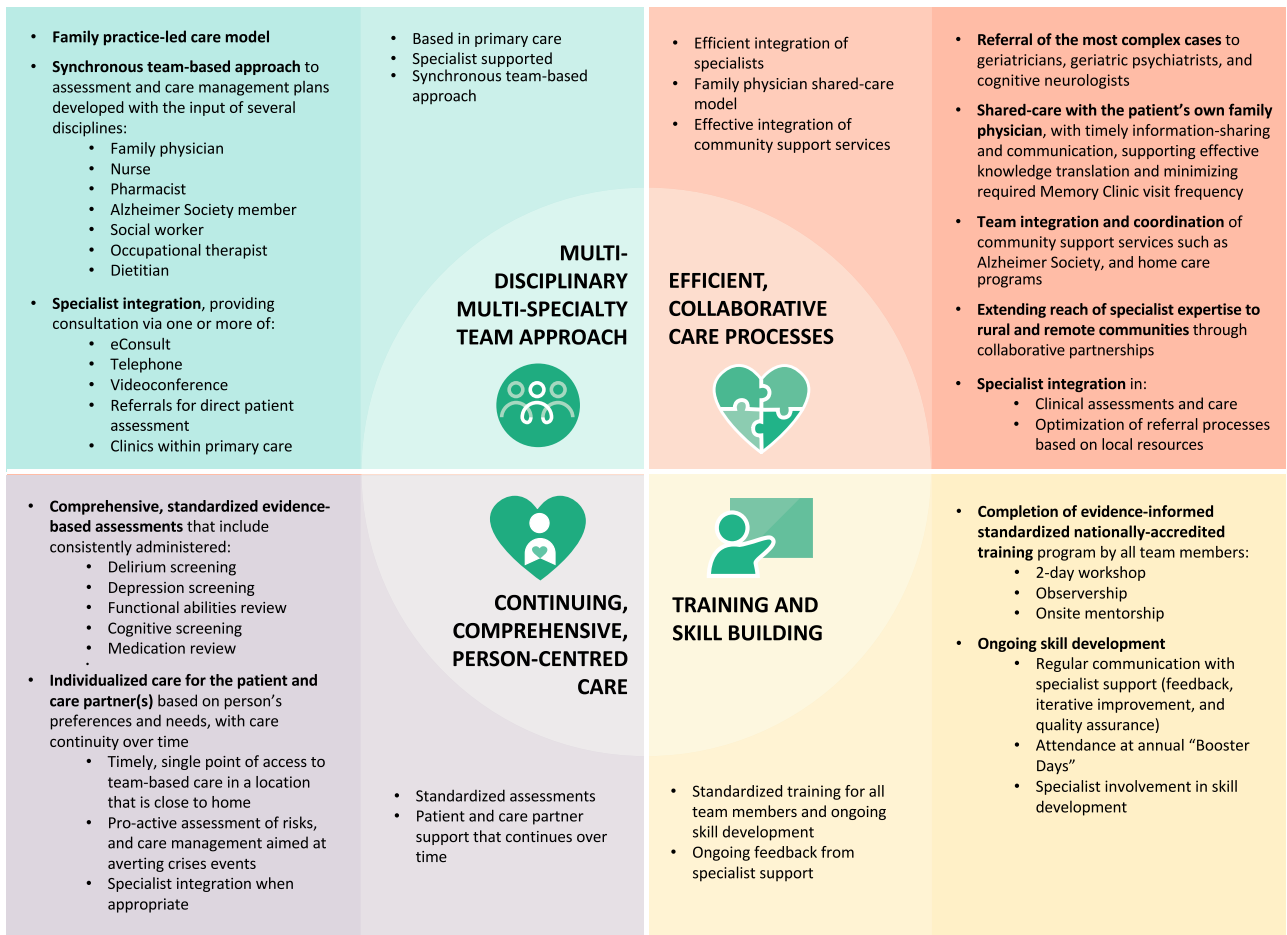 • Family practice-led care model
• Synchronous team-based approach to
assessment and care management plans
developed with the input of several
disciplines:
• Family physician
• Nurse
• Pharmacist
• Alzheimer Society member
• Social worker
• Occupational therapist
• Dietitian
• Specialist integration, providing
consultation via one or more of:
• eConsult
• Telephone
• Videoconference
• Referrals for direct patient
assessment
• Clinics within primary care
• Based in primary care
• Specialist supported
• Synchronous team-based
approach
MULTI-
DISCIPLINARY
MULTI-SPECIALTY
TEAM APPROACH
• Efficient integration of
specialists
• Family physician shared-care
model
• Effective integration of
community support services
EFFICIENT,
COLLABORATIVE
CARE PROCESSES
• Referral of the most complex cases to
geriatricians, geriatric psychiatrists, and
cognitive neurologists
• Shared-care with the patient's own family
physician, with timely information-sharing
and communication, supporting effective
knowledge translation and minimizing
required Memory Clinic visit frequency
• Team integration and coordination of
community support services such as
Alzheimer Society, and home care
programs
• Extending reach of specialist expertise to
rural and remote communities through
collaborative partnerships
• Specialist integration in:
• Clinical assessments and care
• Optimization of referral processes
based on local resources
• Comprehensive, standardized evidence-
based assessments that include
consistently administered:
• Delirium screening
• Depression screening
• Functional abilities review
• Cognitive screening
• Medication review
•
• Individualized care for the patient and
care partner(s) based on person's
preferences and needs, with care
continuity over time
• Timely, single point of access to
team-based care in a location
that is close to home
• Pro-active assessment of risks,
and care management aimed at
averting crises events
• Specialist integration when
appropriate
CONTINUING,
COMPREHENSIVE,
PERSON-CENTRED
CARE
• Standardized assessments
• Patient and care partner
support that continues over
time
TRAINING AND
SKILL BUILDING
• Standardized training for all
team members and ongoing
skill development
• Ongoing feedback from
specialist support
• Completion of evidence-informed
standardized nationally-accredited
training program by all team members:
• 2-day workshop
• Observership
• Onsite mentorship
• Ongoing skill development
• Regular communication with
specialist support (feedback,
iterative improvement, and
quality assurance)
• Attendance at annual “Booster
Days”
• Specialist involvement in skill
development